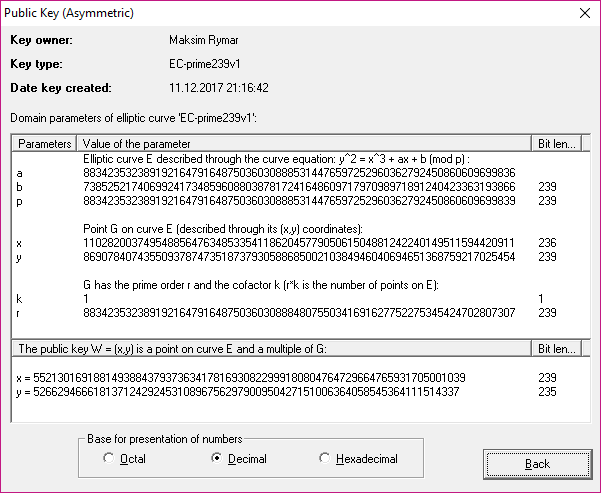 Public Key (Asymmetric)
Key owner: Maksim Rymar
Key type: EC-prime239v1
Date key created: 11.12.2017 21:16:42
Domain parameters of elliptic curve 'EC-prime239v1':
Parameters Value of the parameter Bit len...
Elliptic curve E described through the curve equation: y^2 = x^3 + ax + b (mod p) :
a 883423532389192164791648750360308885314476597252960362792450860609699836
b 738525217406992417348596088038781724164860971797098971891240423363193866 239
p 883423532389192164791648750360308885314476597252960362792450860609699839 239
Point G on curve E (described through its (x,y) coordinates):
x 110282003749548856476348533541186204577905061504881242240149511594420911 236
y 869078407435509378747351873793058868500210384946040694651368759217025454 239
G has the prime order r and the cofactor k (r*k is the number of points on E):
k 1 1
r 883423532389192164791648750360308884807550341691627752275345424702807307 239
The public key W = (x,y) is a point on curve E and a multiple of G: Bit len...
x = 552130169188149388437937363417816930822999180804764729664765931705001039 239
y = 52662946661813712429245310896756297900950427151006364058545364111514337 235
Base for presentation of numbers
Octal Decimal Hexadecimal
Back